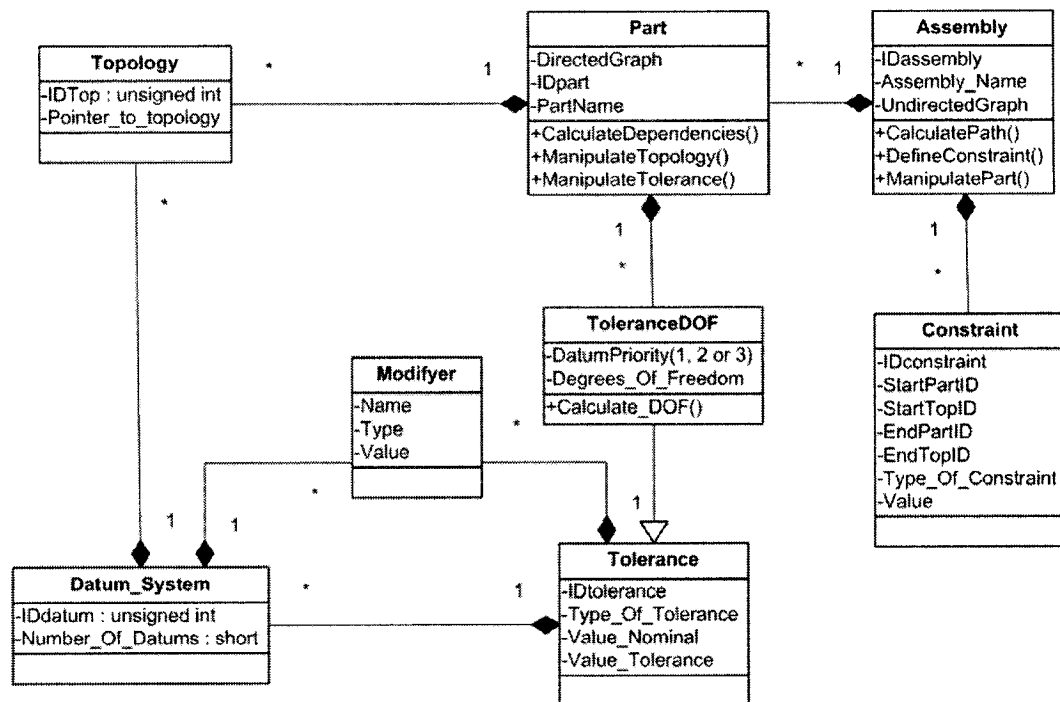 Topology
-IDTop : unsigned int
-Pointer_to_topology
*
1
Part
-DirectedGraph
-IDpart
-PartName
+CalculateDependencies()
+ManipulateTopology()
+ManipulateTolerance()
*
1
Assembly
-IDassembly
-Assembly_Name
-UndirectedGraph
+CalculatePath()
+DefineConstraint()
+ManipulatePart()
*
1
*
1
*
ToleranceDOF
-DatumPriority(1, 2 or 3)
-Degrees_Of_Freedom
+Calculate_DOF()
Constraint
-IDconstraint
-StartPartID
-StartTopID
-EndPartID
-EndTopID
-Type_Of_Constraint
-Value
Modifyer
-Name
-Type
-Value
*
*
1
1
1
Datum_System
-IDdatum : unsigned int
-Number_Of_Datums : short
*
1
Tolerance
-IDtolerance
-Type_Of_Tolerance
-Value_Nominal
-Value_Tolerance